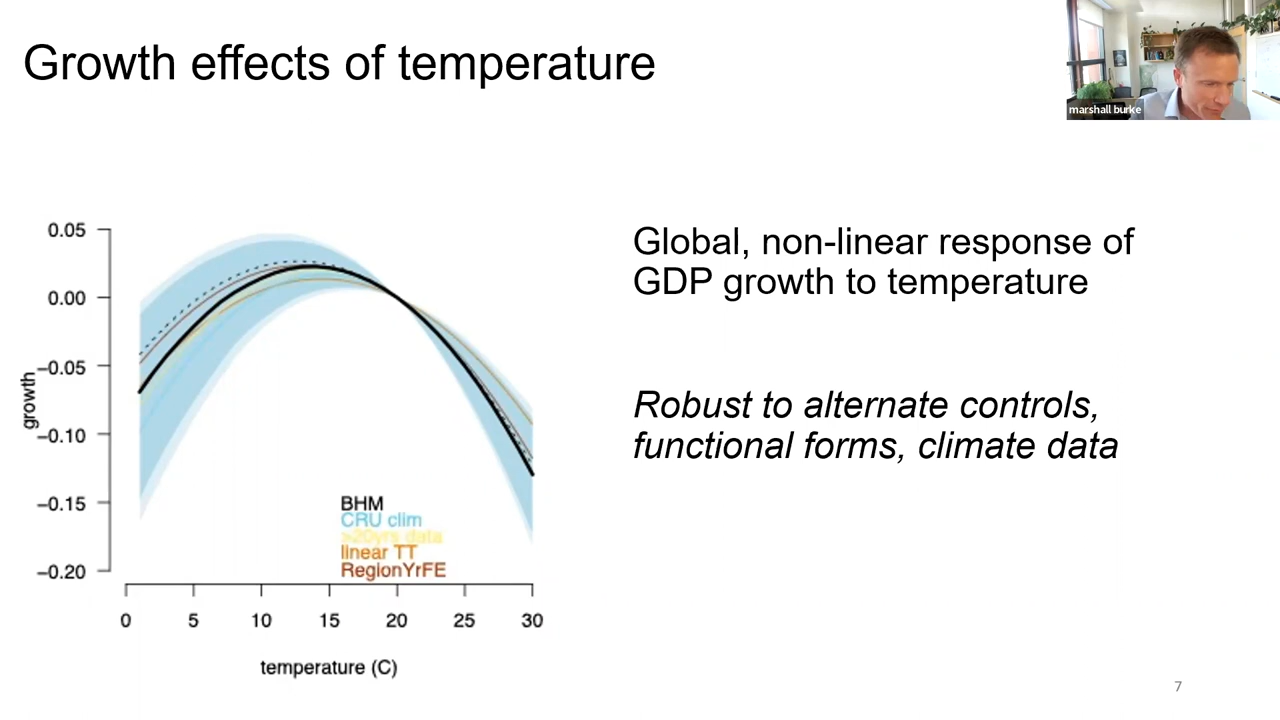 Growth effects of temperature
marshall burke
0.05
0.00
−0.05
−0.10
−0.15
−0.20
growth
BHM
CRU clim
>20yrs data
linear TT
RegionYrFE
0 5 10 15 20 25 30
temperature (C)
Global, non-linear response of
GDP growth to temperature
Robust to alternate controls,
functional forms, climate data
7